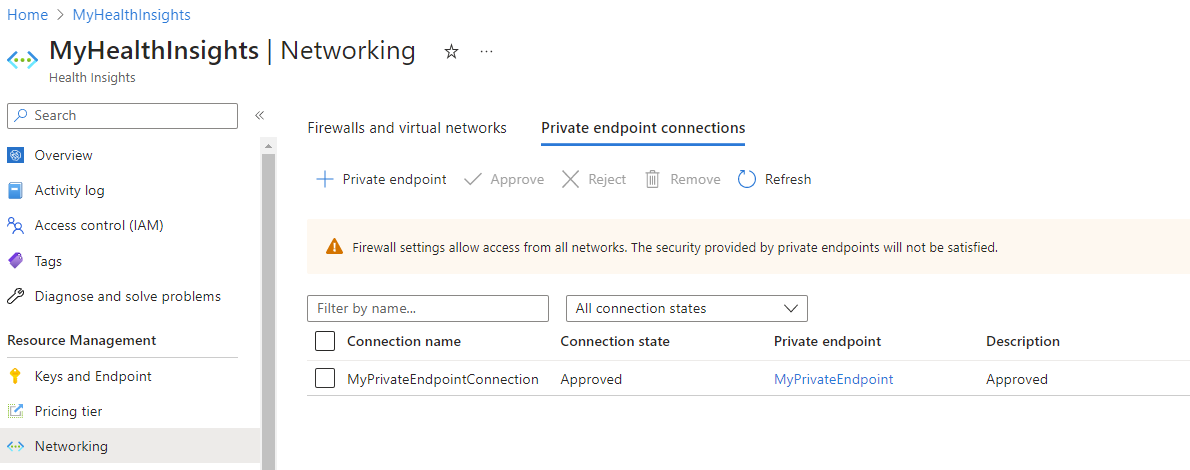 Home > MyHealthInsights
MyHealthInsights | Networking
Health Insights
Search
Overview
Activity log
Access control (IAM)
Tags
Diagnose and solve problems
Resource Management
Keys and Endpoint
Pricing tier
Networking
Firewalls and virtual networks Private endpoint connections
Private endpoint Approve Reject Remove Refresh
Firewall settings allow access from all networks. The security provided by private endpoints will not be satisfied.
Filter by name... All connection states
Connection name Connection state Private endpoint Description
MyPrivateEndpointConnection Approved MyPrivateEndpoint Approved